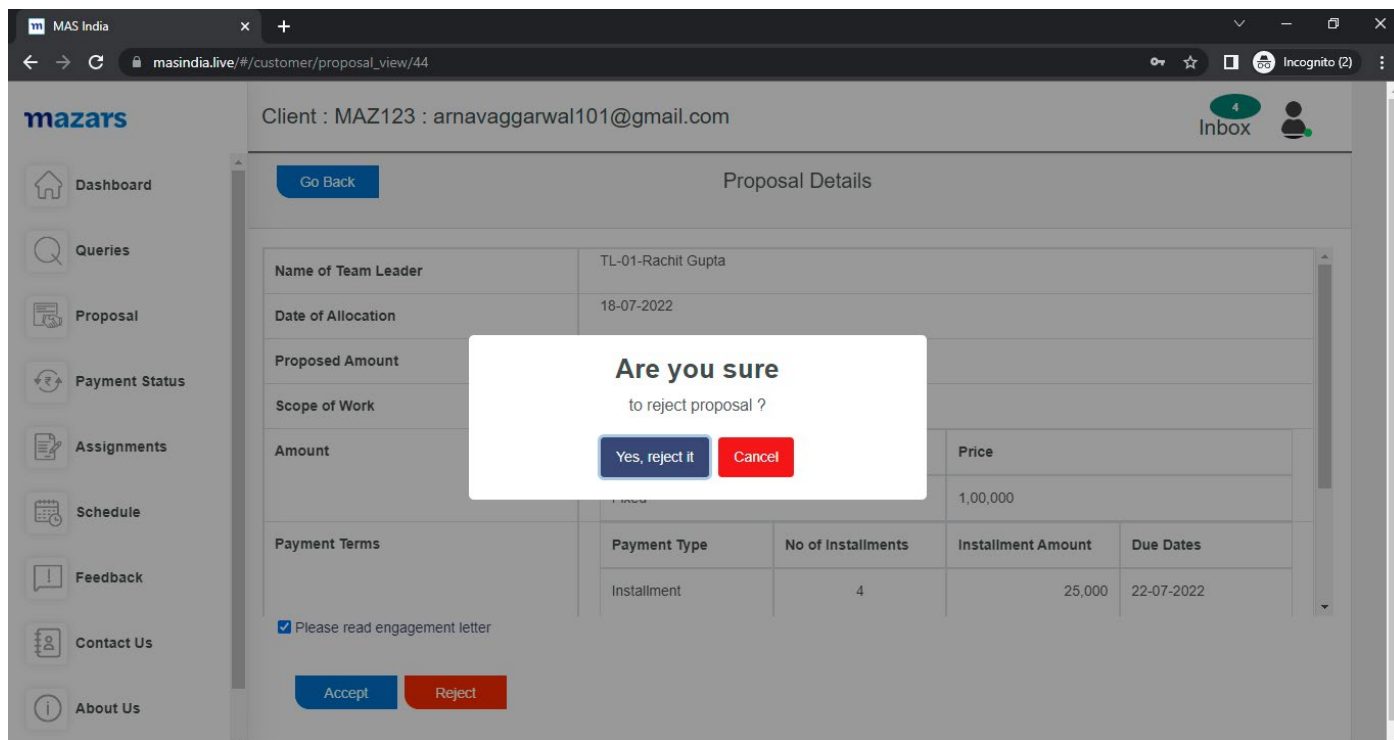 m MAS India
masindia.live/#/customer/proposal_view/44
Incognito (2)
mazars
Client : MAZ123 : arnavaggarwal101@gmail.com
4
Inbox
Dashboard
Queries
Proposal
Payment Status
Assignments
Schedule
Feedback
Contact Us
About Us
Go Back
Proposal Details
Name of Team Leader TL-01-Rachit Gupta
Date of Allocation 18-07-2022
Proposed Amount
Scope of Work
Are you sure
to reject proposal ?
Yes, reject it Cancel
Amount Price
Fixed 1,00,000
Payment Terms Payment Type No of Installments Installment Amount Due Dates
Installment 4 25,000 22-07-2022
Please read engagement letter
Accept Reject